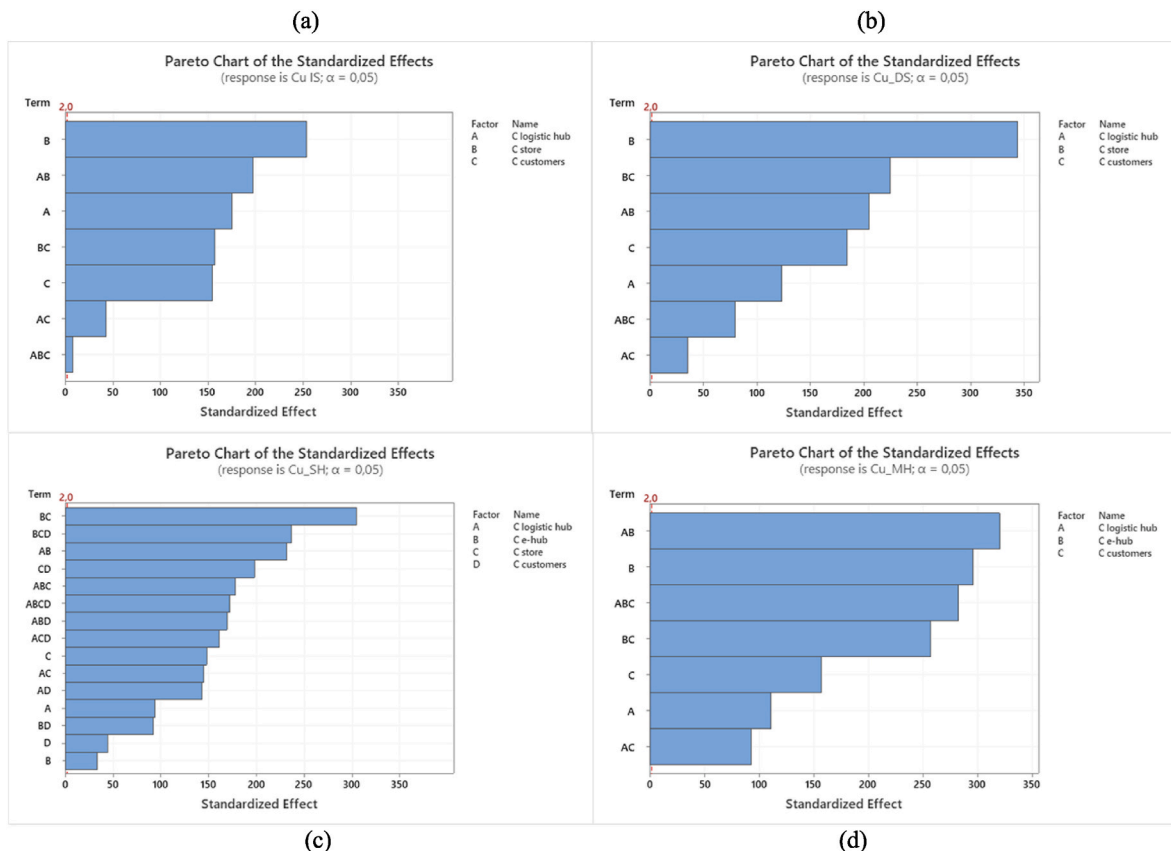 (a)
(b)
Pareto Chart of the Standardized Effects
(response is Cu IS; α = 0,05)
Term
2.0
Factor Name
A C logistic hub
B C store
C C customers
B
AB
A
BC
C
AC
ABC
0 50 100 150 200 250 300 350
Standardized Effect
Pareto Chart of the Standardized Effects
(response is Cu_DS; α = 0,05)
Term
2.0
Factor Name
A C logistic hub
B C store
C C customers
B
BC
AB
C
A
ABC
AC
0 50 100 150 200 250 300 350
Standardized Effect
Pareto Chart of the Standardized Effects
(response is Cu_SH; α = 0,05)
Term
2.0
Factor Name
A C logistic hub
B C e-hub
C C store
D C customers
BC
BCD
AB
CD
ABC
ABCD
ABD
ACD
C
AC
AD
A
BD
D
B
0 50 100 150 200 250 300 350
Standardized Effect
Pareto Chart of the Standardized Effects
(response is Cu_MH; α = 0,05)
Term
2.0
Factor Name
A C logistic hub
B C e-hub
C C customers
AB
B
ABC
BC
C
A
AC
0 50 100 150 200 250 300 350
Standardized Effect
(c)
(d)